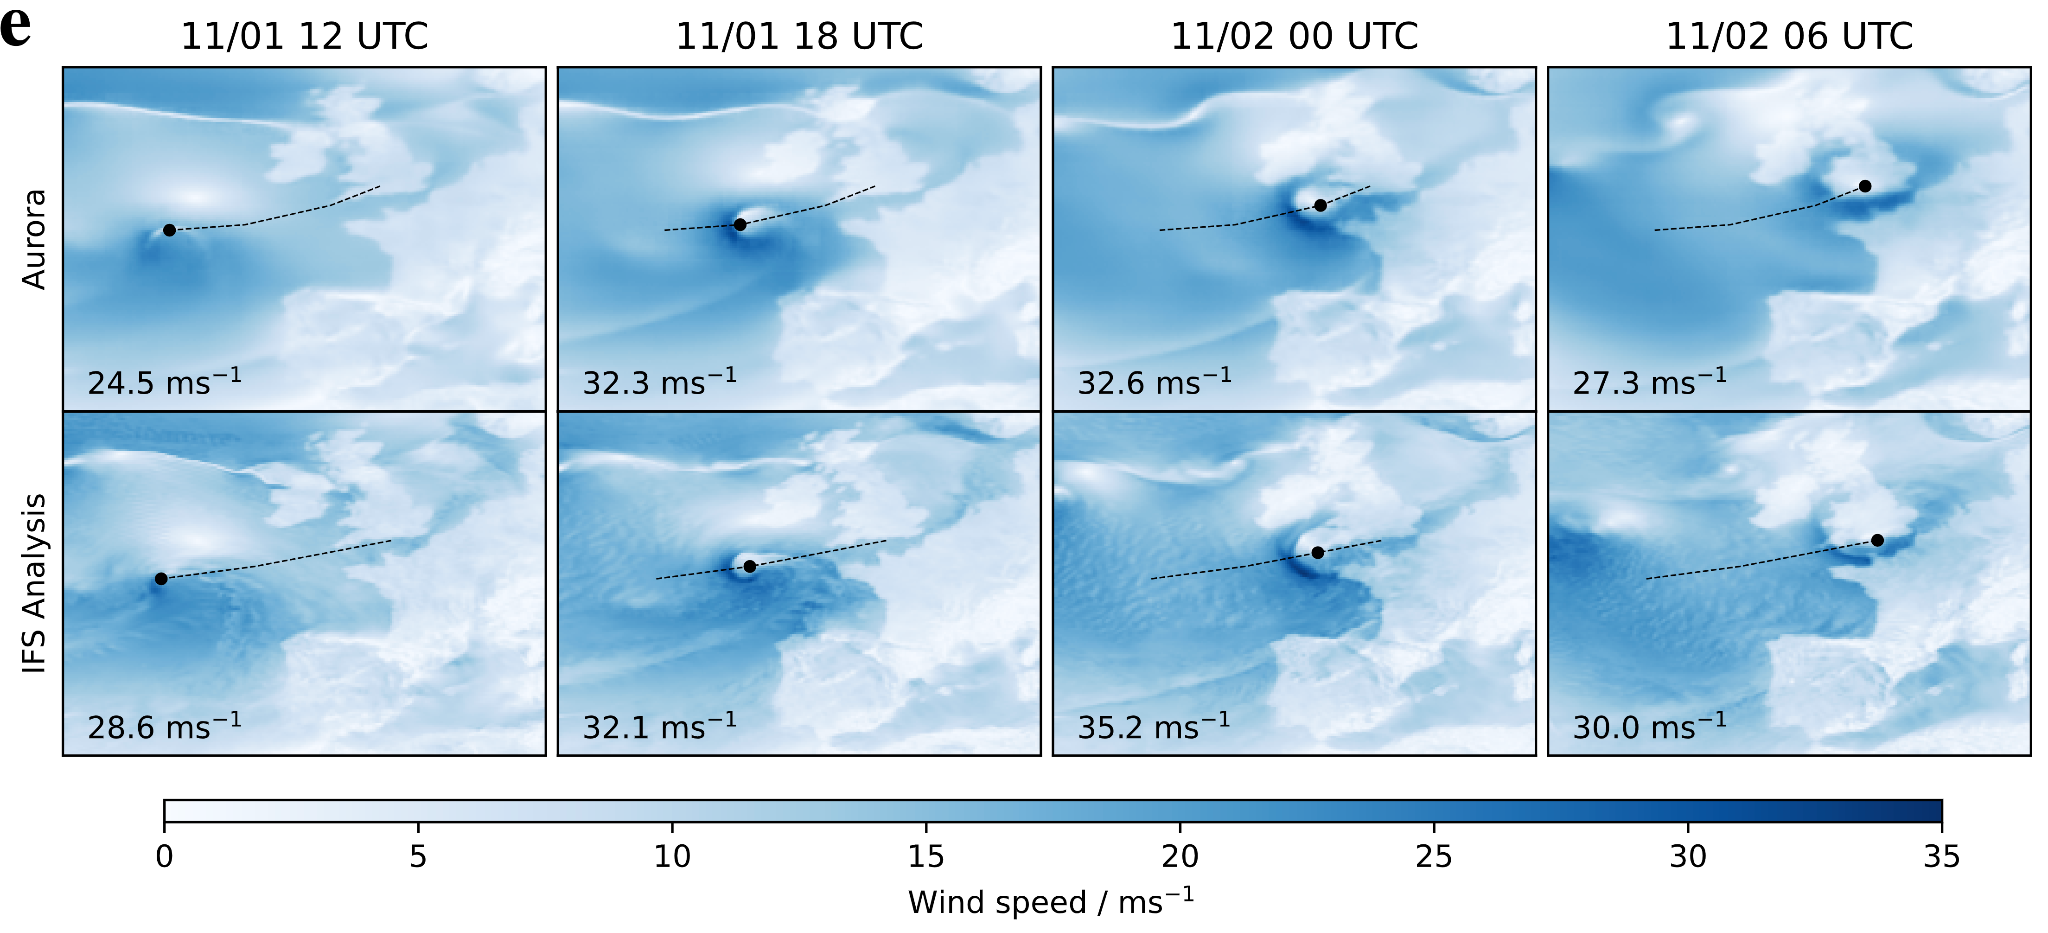 e
11/01 12 UTC 11/01 18 UTC 11/02 00 UTC 11/02 06 UTC
Aurora
24.5 ms⁻¹ 32.3 ms⁻¹ 32.6 ms⁻¹ 27.3 ms⁻¹
IFS Analysis
28.6 ms⁻¹ 32.1 ms⁻¹ 35.2 ms⁻¹ 30.0 ms⁻¹
0 5 10 15 20 25 30 35
Wind speed / ms⁻¹